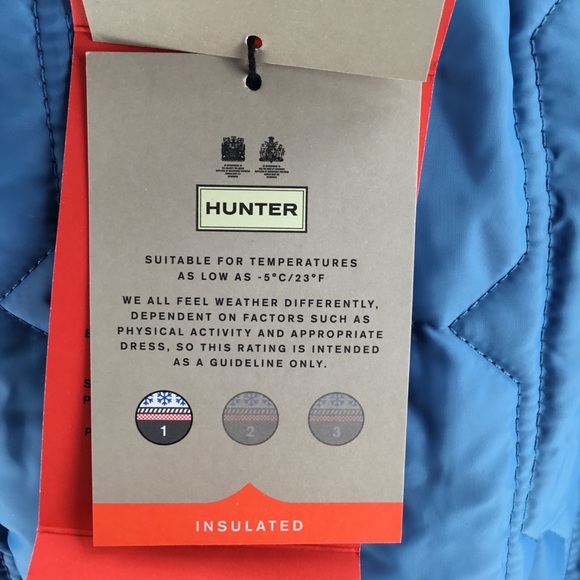 HUNTER
SUITABLE FOR TEMPERATURES
AS LOW AS -5°C/23°F
WE ALL FEEL WEATHER DIFFERENTLY,
DEPENDENT ON FACTORS SUCH AS
PHYSICAL ACTIVITY AND APPROPRIATE
DRESS, SO THIS RATING IS INTENDED
AS A GUIDELINE ONLY.
1 2 3
INSULATED